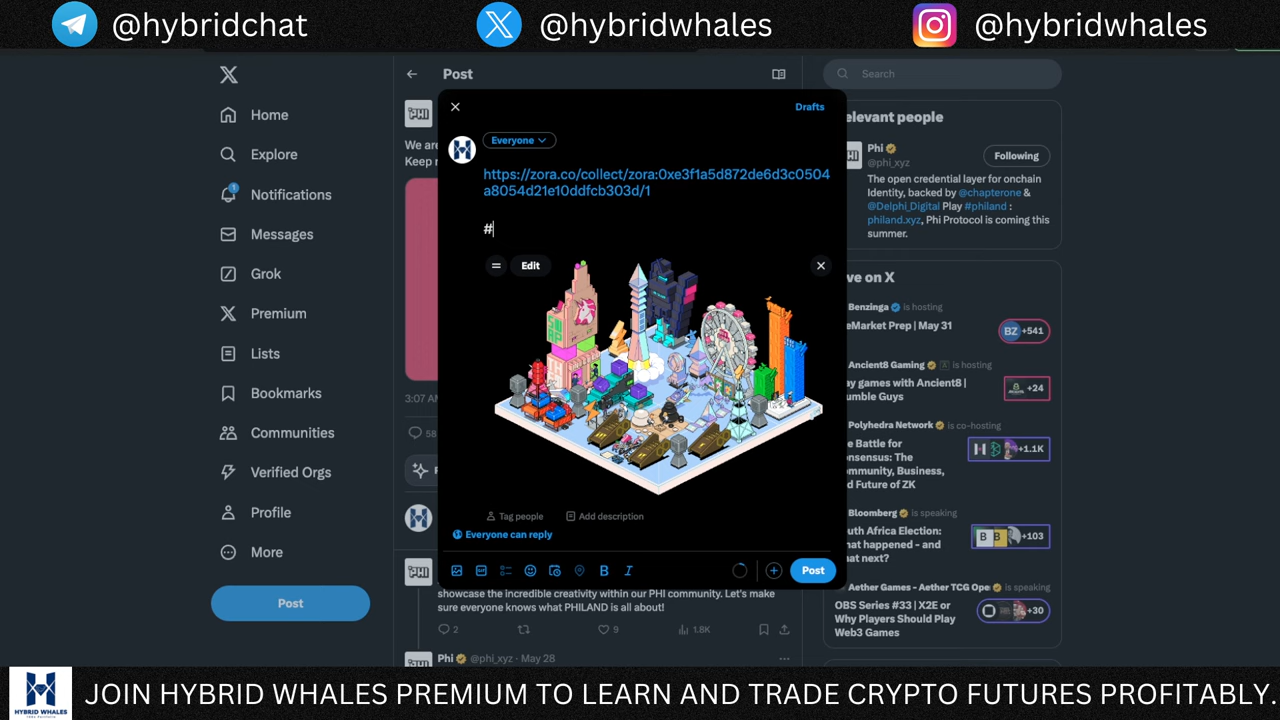 @hybridchat
@hybridwhales
@hybridwhales
Home
Explore
1
Notifications
Messages
Grok
Premium
Lists
Bookmarks
Communities
Verified Orgs
Profile
More
Post
Post
PHI
We are
Keep r
3:07 AM
58
Drafts
Everyone
https://zora.co/collect/zora:0xe3f1a5d872de6d3c0504
a8054d21e10ddfcb303d/1
#
Edit
Tag people
Add description
Everyone can reply
B I
Post
PHI
showcase the incredible creativity within our PHI community. Let's make
sure everyone knows what PHILAND is all about!
2
9
1.8K
PHI
Phi @phi_xyz · May 28
Search
elevant people
Phi
@phi_xyz
Following
The open credential layer for onchain
Identity, backed by @chapterone &
@Delphi_Digital Play #philand :
philand.xyz, Phi Protocol is coming this
summer.
ve on X
Benzinga is hosting
eMarket Prep | May 31
BZ +541
Ancient8 Gaming is hosting
ay games with Ancient8 |
umble Guys
+24
Polyhedra Network is co-hosting
e Battle for
onsensus: The
ommunity, Business,
d Future of ZK
+1.1K
Bloomberg is speaking
outh Africa Election:
hat happened – and
hat next?
B B +103
Aether Games - Aether TCG Ope is speaking
OBS Series #33 | X2E or
Why Players Should Play
Web3 Games
+30
HYBRID WHALES
JOIN HYBRID WHALES PREMIUM TO LEARN AND TRADE CRYPTO FUTURES PROFITABLY.